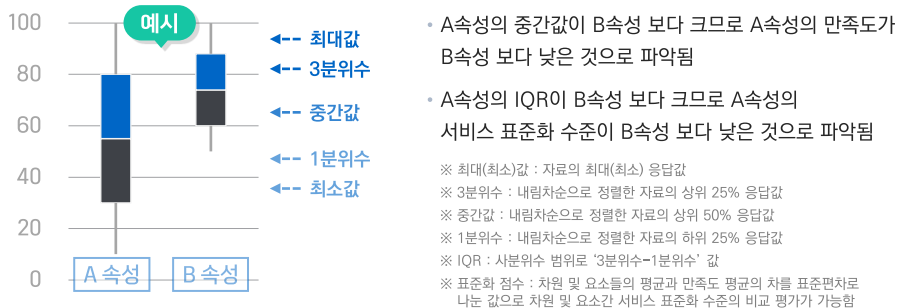 예시
100
80
60
40
20
0
A 속성
B 속성
최대값
3분위수
중간값
1분위수
최소값
• A속성의 중간값이 B속성 보다 크므로 A속성의 만족도가
B속성 보다 낮은 것으로 파악됨
• A속성의 IQR이 B속성 보다 크므로 A속성의
서비스 표준화 수준이 B속성 보다 낮은 것으로 파악됨
※ 최대(최소)값 : 자료의 최대(최소) 응답값
※ 3분위수 : 내림차순으로 정렬한 자료의 상위 25% 응답값
※ 중간값 : 내림차순으로 정렬한 자료의 상위 50% 응답값
※ 1분위수 : 내림차순으로 정렬한 자료의 하위 25% 응답값
※ IQR : 사분위수 범위로 ‘3분위수-1분위수’ 값
※ 표준화 점수 : 차원 및 요소들의 평균과 만족도 평균의 차를 표준편차로
나눈 값으로 차원 및 요소간 서비스 표준화 수준의 비교 평가가 가능함